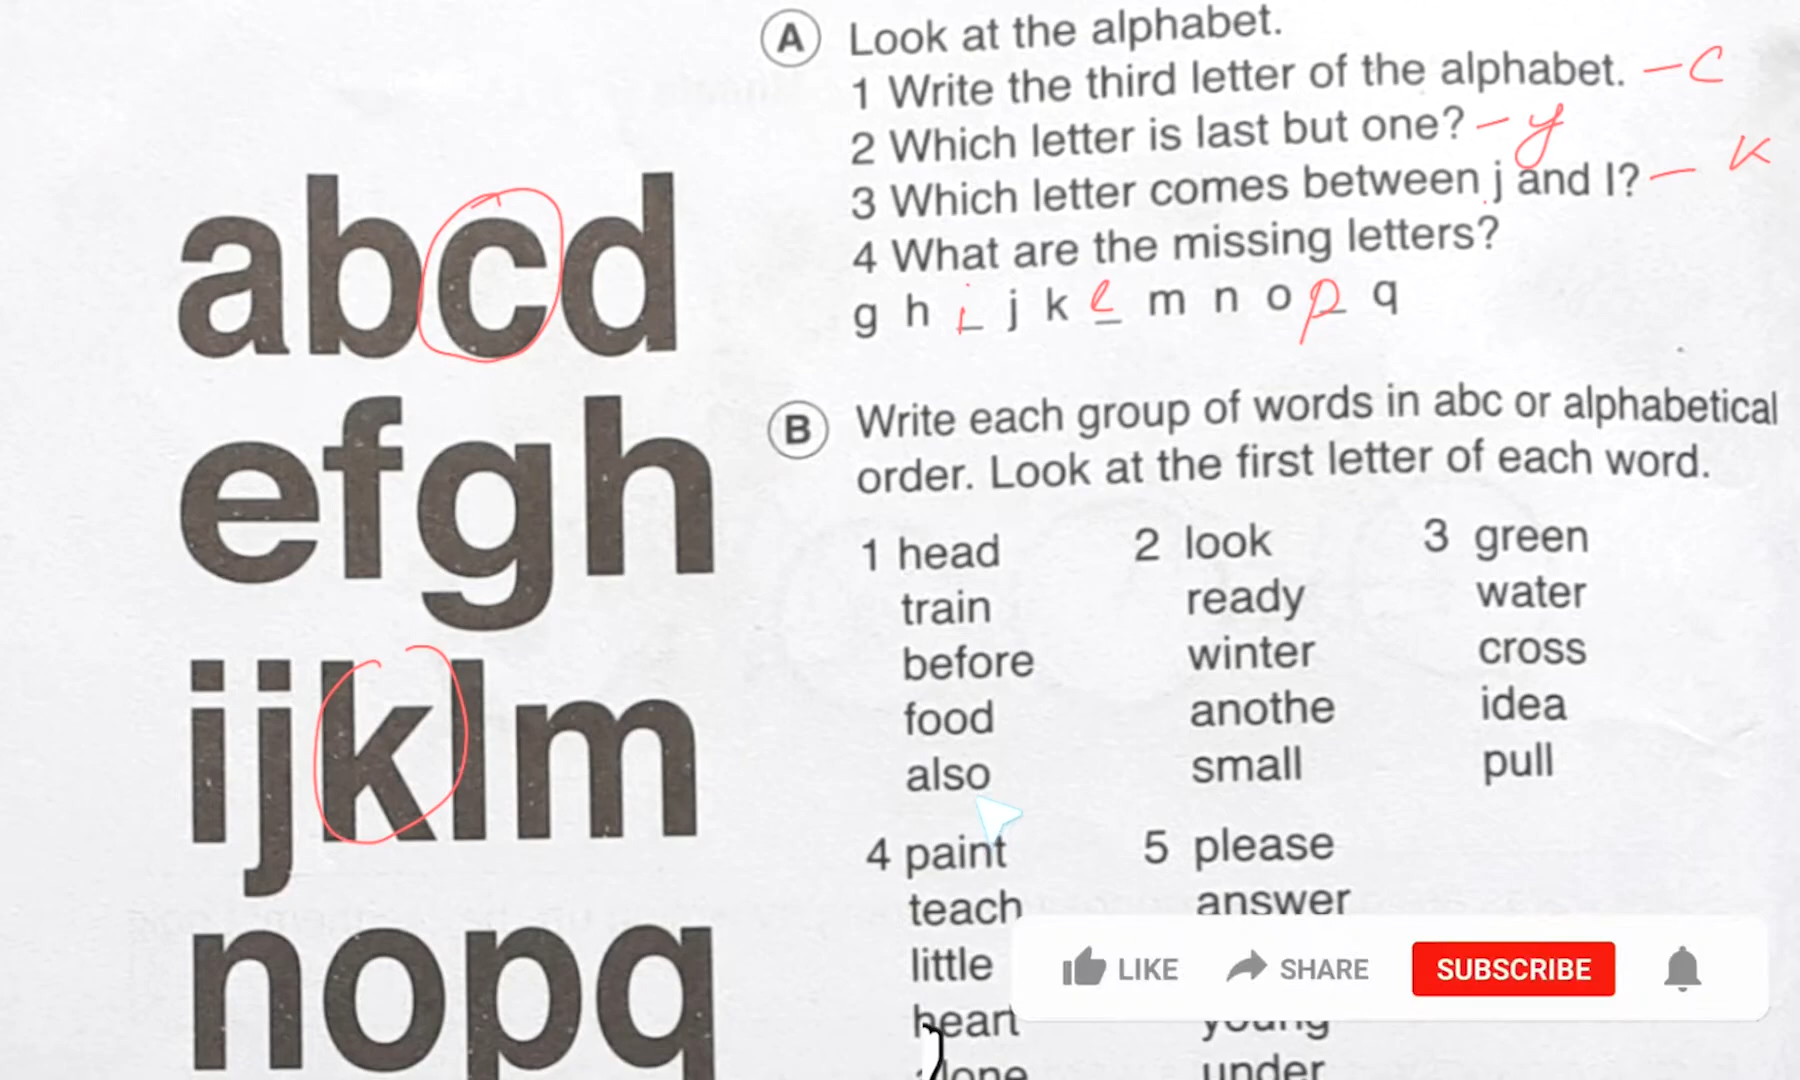 abcd
efgh
ijklm
nopq
A Look at the alphabet.
1 Write the third letter of the alphabet. — C
2 Which letter is last but one? — y
3 Which letter comes between j and l? — K
4 What are the missing letters?
g h i j k l m n o p q
B Write each group of words in abc or alphabetical
order. Look at the first letter of each word.
1 head
train
before
food
also
2 look
ready
winter
anothe
small
3 green
water
cross
idea
pull
4 paint
teach
little
heart
5 please
answer
young
under
LIKE SHARE SUBSCRIBE